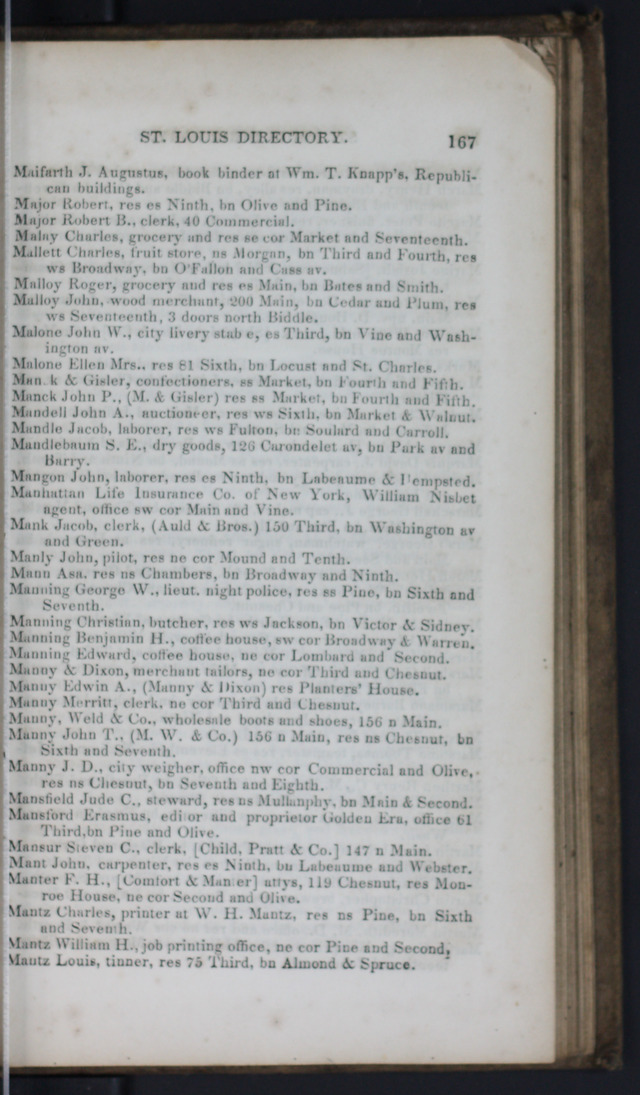 ST. LOUIS DIRECTORY. 167
Maifarth J. Augustus, book binder at Wm. T. Knapp's, Republi-
can buildings.
Major Robert, res es Ninth, bn Olive and Pine.
Major Robert B., clerk, 40 Commercial.
Malay Charles, grocery and res se cor Market and Seventeenth.
Mallett Charles, fruit store, ns Morgan, bn Third and Fourth, res
ws Broadway, bn O'Fallon and Cass av.
Malloy Roger, grocery and res es Main, bn Bates and Smith.
Malloy John, wood merchant, 200 Main, bn Cedar and Plum, res
ws Seventeenth, 3 doors north Biddle.
Malone John W., city livery stab e, es Third, bn Vine and Wash-
ington av.
Malone Ellen Mrs.. res 81 Sixth, bn Locust and St. Charles.
Man k & Gisler, confectioners, ss Market, bn Fourth and Fifth.
Manck John P., (M. & Gisler) res ss Market, bn Fourth and Fifth.
Mandell John A., auctioneer, res ws Sixth, bn Market & Walnut.
Mandle Jacob, laborer, res ws Fulton, bn Soulard and Carroll.
Mandlebaum S. E., dry goods, 126 Carondelet av, bn Park av and
Barry.
Mangon John, laborer, res es Ninth, bn Labeaume & Dempsted.
Manhattan Life Insurance Co. of New York, William Nisbet
agent, office sw cor Main and Vine.
Mank Jacob, clerk, (Auld & Bros.) 150 Third, bn Washington av
and Green.
Manly John, pilot, res ne cor Mound and Tenth.
Mann Asa. res ns Chambers, bn Broadway and Ninth.
Manning George W., lieut. night police, res ss Pine, bn Sixth and
Seventh.
Manning Christian, butcher, res ws Jackson, bn Victor & Sidney.
Manning Benjamin H., coffee house, sw cor Broadway & Warren.
Manning Edward, coffee house, ne cor Lombard and Second.
Manny & Dixon, merchant tailors, ne cor Third and Chesnut.
Manny Edwin A., (Manny & Dixon) res Planters' House.
Manny Merritt, clerk, ne cor Third and Chesnut.
Manny, Weld & Co., wholesale boots and shoes, 156 n Main.
Manny John T., (M. W. & Co.) 156 n Main, res ns Chesnut, bn
Sixth and Seventh.
Manny J. D., city weigher, office nw cor Commercial and Olive,
res ns Chesnut, bn Seventh and Eighth.
Mansfield Jude C., steward, res ns Mullanphy, bn Main & Second.
Mansford Erasmus, edi or and proprietor Golden Era, office 61
Third,bn Pine and Olive.
Mansur Steven C., clerk, [Child, Pratt & Co.] 147 n Main.
Mant John, carpenter, res es Ninth, bn Labeaume and Webster.
Manter F. H., [Comfort & Man er] attys, 119 Chesnut, res Mon-
roe House, ne cor Second and Olive.
Mantz Charles, printer at W. H. Mantz, res ns Pine, bn Sixth
and Seventh.
Mantz William H., job printing office, ne cor Pine and Second,
Mantz Louis, tinner, res 75 Third, bn Almond & Spruce.